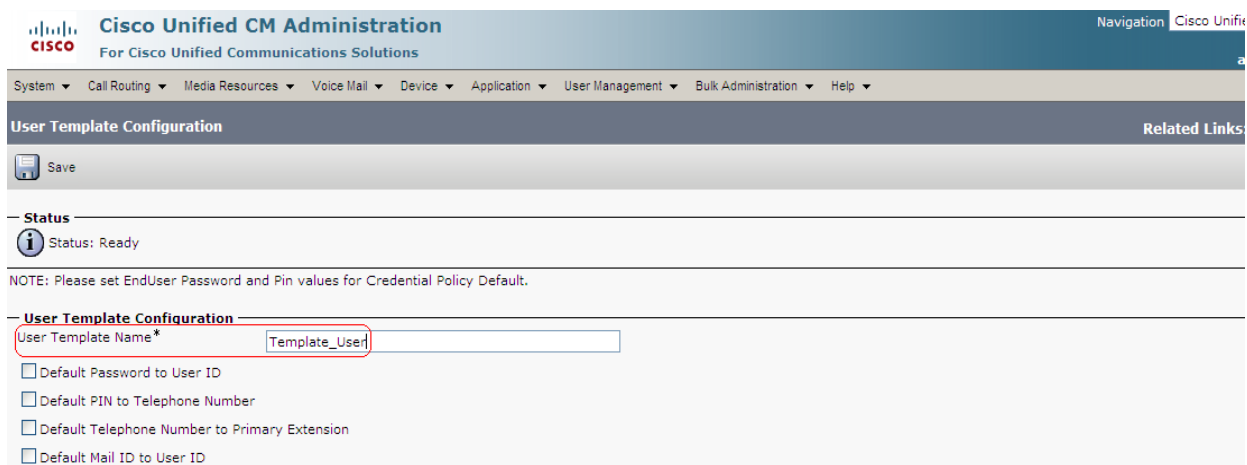 Cisco Unified CM Administration
Navigation Cisco Unifie
CISCO
For Cisco Unified Communications Solutions
a
System Call Routing Media Resources Voice Mail Device Application User Management Bulk Administration Help
User Template Configuration
Related Links:
Save
Status
i Status: Ready
NOTE: Please set EndUser Password and Pin values for Credential Policy Default.
User Template Configuration
User Template Name* Template_User
Default Password to User ID
Default PIN to Telephone Number
Default Telephone Number to Primary Extension
Default Mail ID to User ID